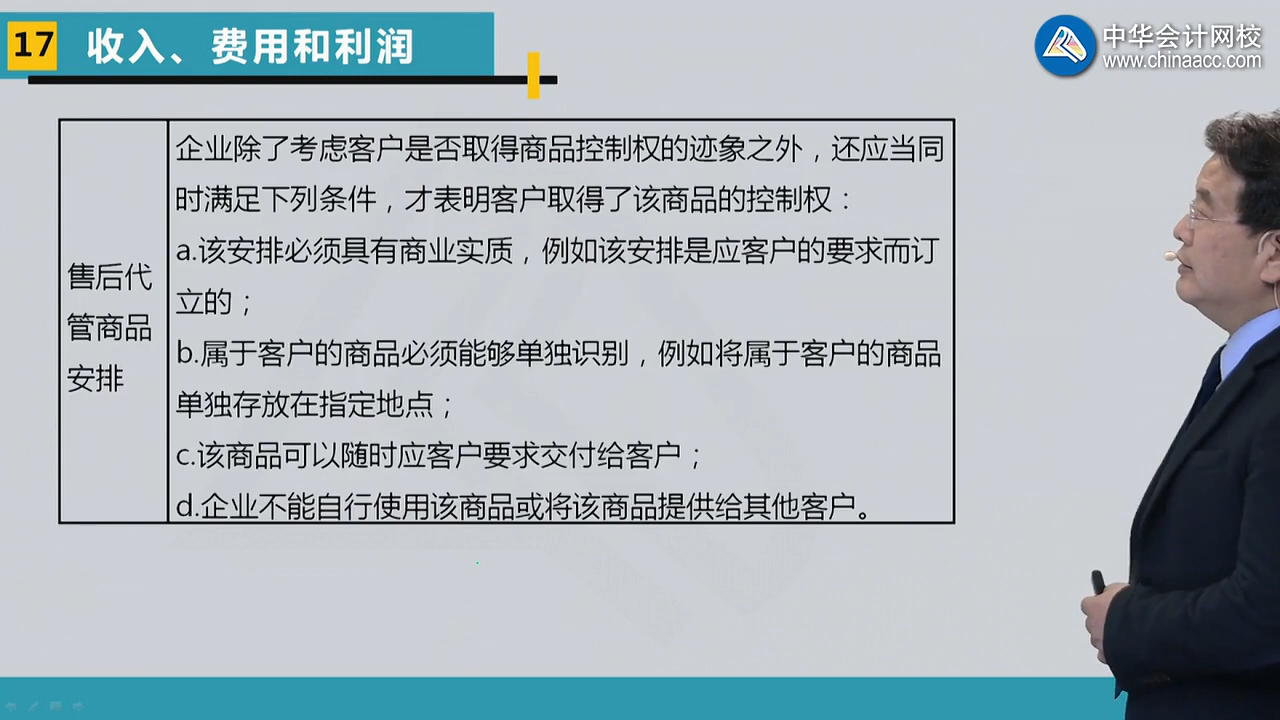 17 收入、费用和利润
中华会计网校
www.chinaacc.com
售后代
管商品
安排
企业除了考虑客户是否取得商品控制权的迹象之外，还应当同
时满足下列条件，才表明客户取得了该商品的控制权：
a.该安排必须具有商业实质，例如该安排是应客户的要求而订
立的；
b.属于客户的商品必须能够单独识别，例如将属于客户的商品
单独存放在指定地点；
c.该商品可以随时应客户要求交付给客户；
d.企业不能自行使用该商品或将该商品提供给其他客户。